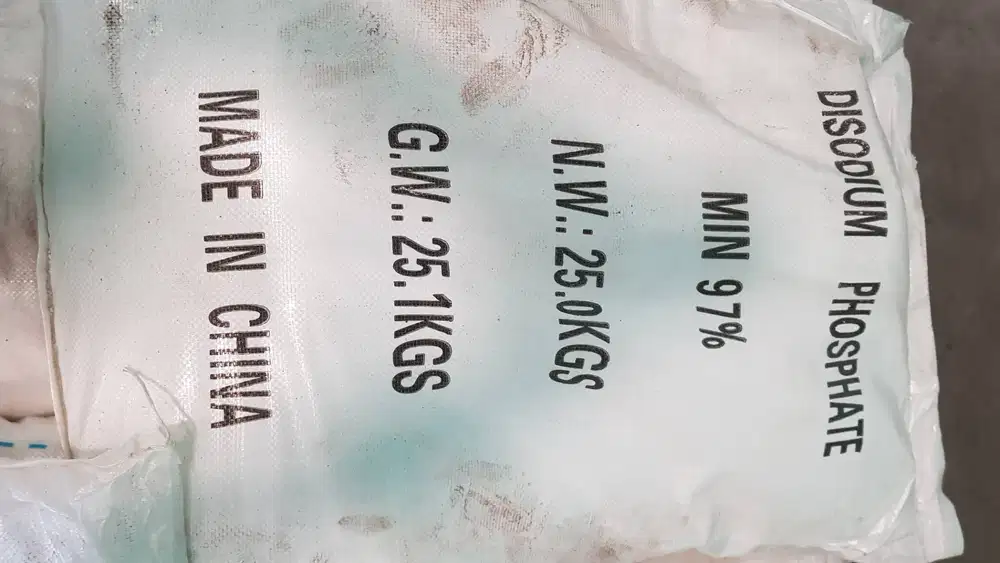 DISODIUM PHOSPHATE
MIN 97%
N.W.: 25.0KGS
G.W.: 25.1KGS
MADE IN CHINA